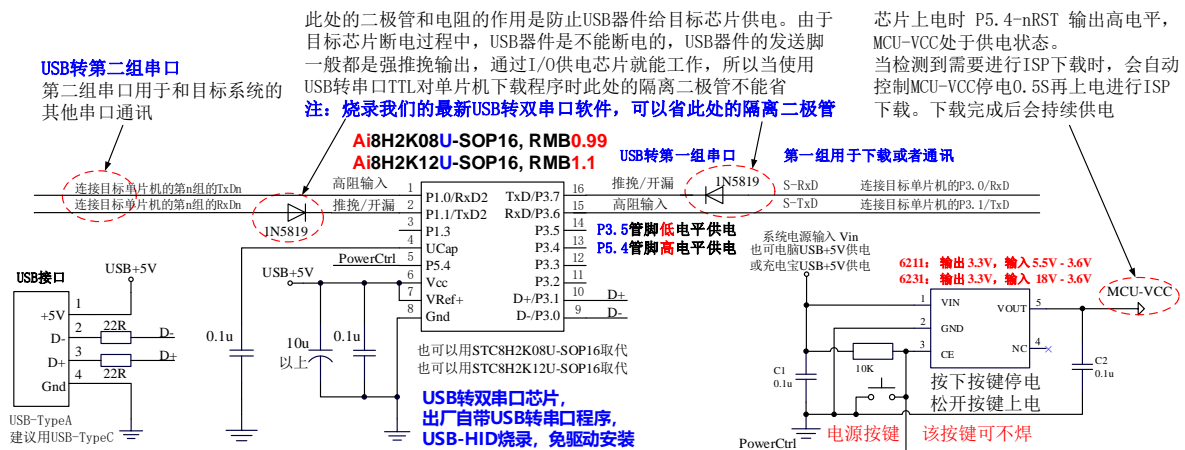 此处的二极管和电阻的作用是防止USB器件给目标芯片供电。由于
目标芯片断电过程中，USB器件是不能断电的，USB器件的发送脚
一般都是强推挽输出，通过I/O供电芯片就能工作，所以当使用
USB转串口TTL对单片机下载程序时此处的隔离二极管不能省
注：烧录我们的最新USB转双串口软件，可以省此处的隔离二极管
芯片上电时 P5.4-nRST 输出高电平，
MCU-VCC处于供电状态。
当检测到需要进行ISP下载时，会自动
控制MCU-VCC停电0.5S再上电进行ISP
下载。下载完成后会持续供电
USB转第二组串口
第二组串口用于和目标系统的
其他串口通讯
Ai8H2K08U-SOP16, RMB0.99
Ai8H2K12U-SOP16, RMB1.1
USB转第一组串口
第一组用于下载或者通讯
连接目标单片机的第n组的TxDn
连接目标单片机的第n组的RxDn
高阻输入
推挽/开漏
1N5819
1
2
3
4
5
6
7
8
P1.0/RxD2
P1.1/TxD2
P1.3
UCap
P5.4
Vcc
VRef+
Gnd
TxD/P3.7
RxD/P3.6
P3.5
P3.4
P3.3
P3.2
D+/P3.1
D-/P3.0
16
15
14
13
12
11
10
9
推挽/开漏
高阻输入
1N5819
S-RxD
S-TxD
连接目标单片机的P3.0/RxD
连接目标单片机的P3.1/TxD
P3.5管脚低电平供电
P5.4管脚高电平供电
D+
D-
PowerCtrl
USB+5V
0.1u
10u
以上
0.1u
也可以用STC8H2K08U-SOP16取代
也可以用STC8H2K12U-SOP16取代
USB转双串口芯片，
出厂自带USB转串口程序，
USB-HID烧录，免驱动安装
USB接口
USB+5V
+5V
D-
D+
Gnd
1
2
3
4
22R
22R
D-
D+
USB-TypeA
建议用USB-TypeC
系统电源输入 Vin
也可电脑USB+5V供电
或充电宝USB+5V供电
6211: 输出 3.3V，输入 5.5V - 3.6V
6231: 输出 3.3V，输入 18V - 3.6V
MCU-VCC
1
2
3
VIN
GND
CE
VOUT
NC
5
4
C1
0.1u
10K
C2
0.1u
按下按键停电
松开按键上电
PowerCtrl
电源按键
该按键可不焊